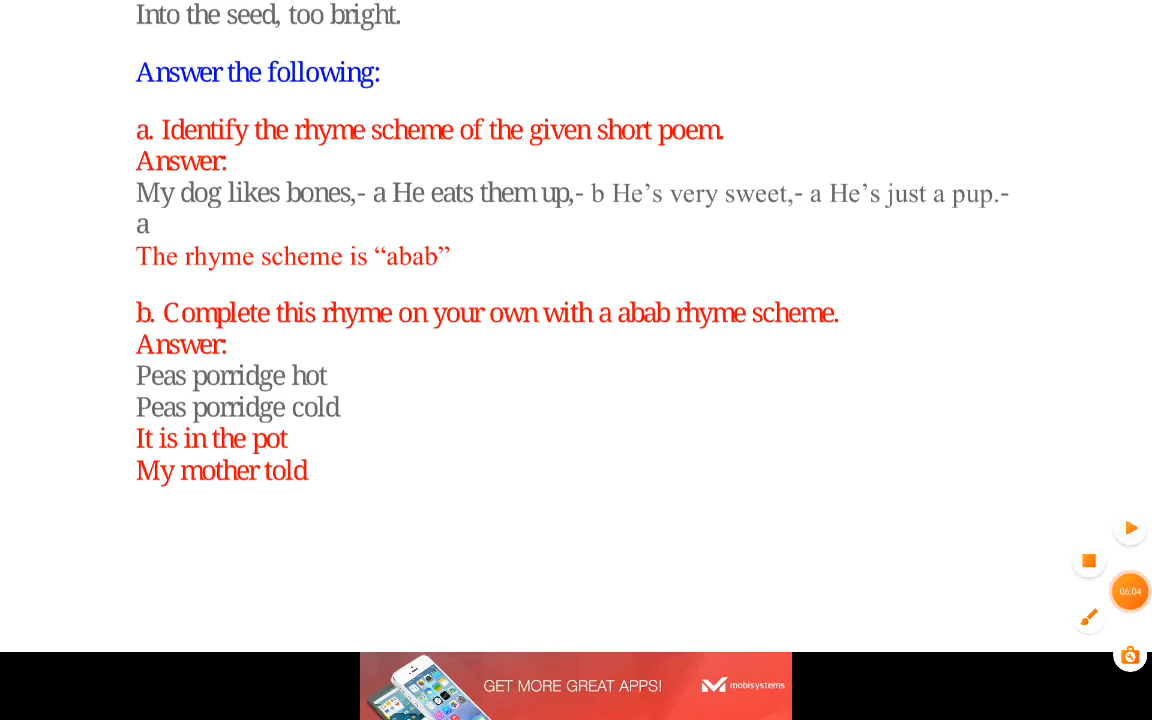 Into the seed, too bright.
Answer the following:
a. Identify the rhyme scheme of the given short poem.
Answer:
My dog likes bones,- a He eats them up,- b He’s very sweet,- a He’s just a pup.-
a
The rhyme scheme is “abab”
b. Complete this rhyme on your own with a abab rhyme scheme.
Answer:
Peas porridge hot
Peas porridge cold
It is in the pot
My mother told
06:04
GET MORE GREAT APPS!
mobisystems